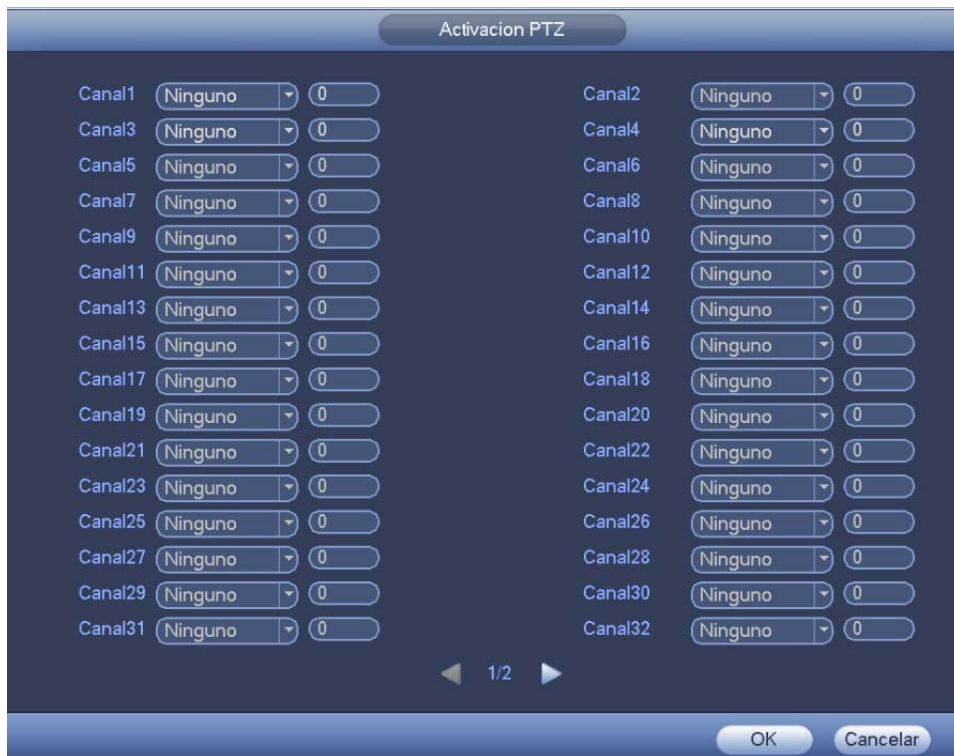 Activacion PTZ
Canal1 Ninguno 0 Canal2 Ninguno 0
Canal3 Ninguno 0 Canal4 Ninguno 0
Canal5 Ninguno 0 Canal6 Ninguno 0
Canal7 Ninguno 0 Canal8 Ninguno 0
Canal9 Ninguno 0 Canal10 Ninguno 0
Canal11 Ninguno 0 Canal12 Ninguno 0
Canal13 Ninguno 0 Canal14 Ninguno 0
Canal15 Ninguno 0 Canal16 Ninguno 0
Canal17 Ninguno 0 Canal18 Ninguno 0
Canal19 Ninguno 0 Canal20 Ninguno 0
Canal21 Ninguno 0 Canal22 Ninguno 0
Canal23 Ninguno 0 Canal24 Ninguno 0
Canal25 Ninguno 0 Canal26 Ninguno 0
Canal27 Ninguno 0 Canal28 Ninguno 0
Canal29 Ninguno 0 Canal30 Ninguno 0
Canal31 Ninguno 0 Canal32 Ninguno 0
1/2
OK Cancelar